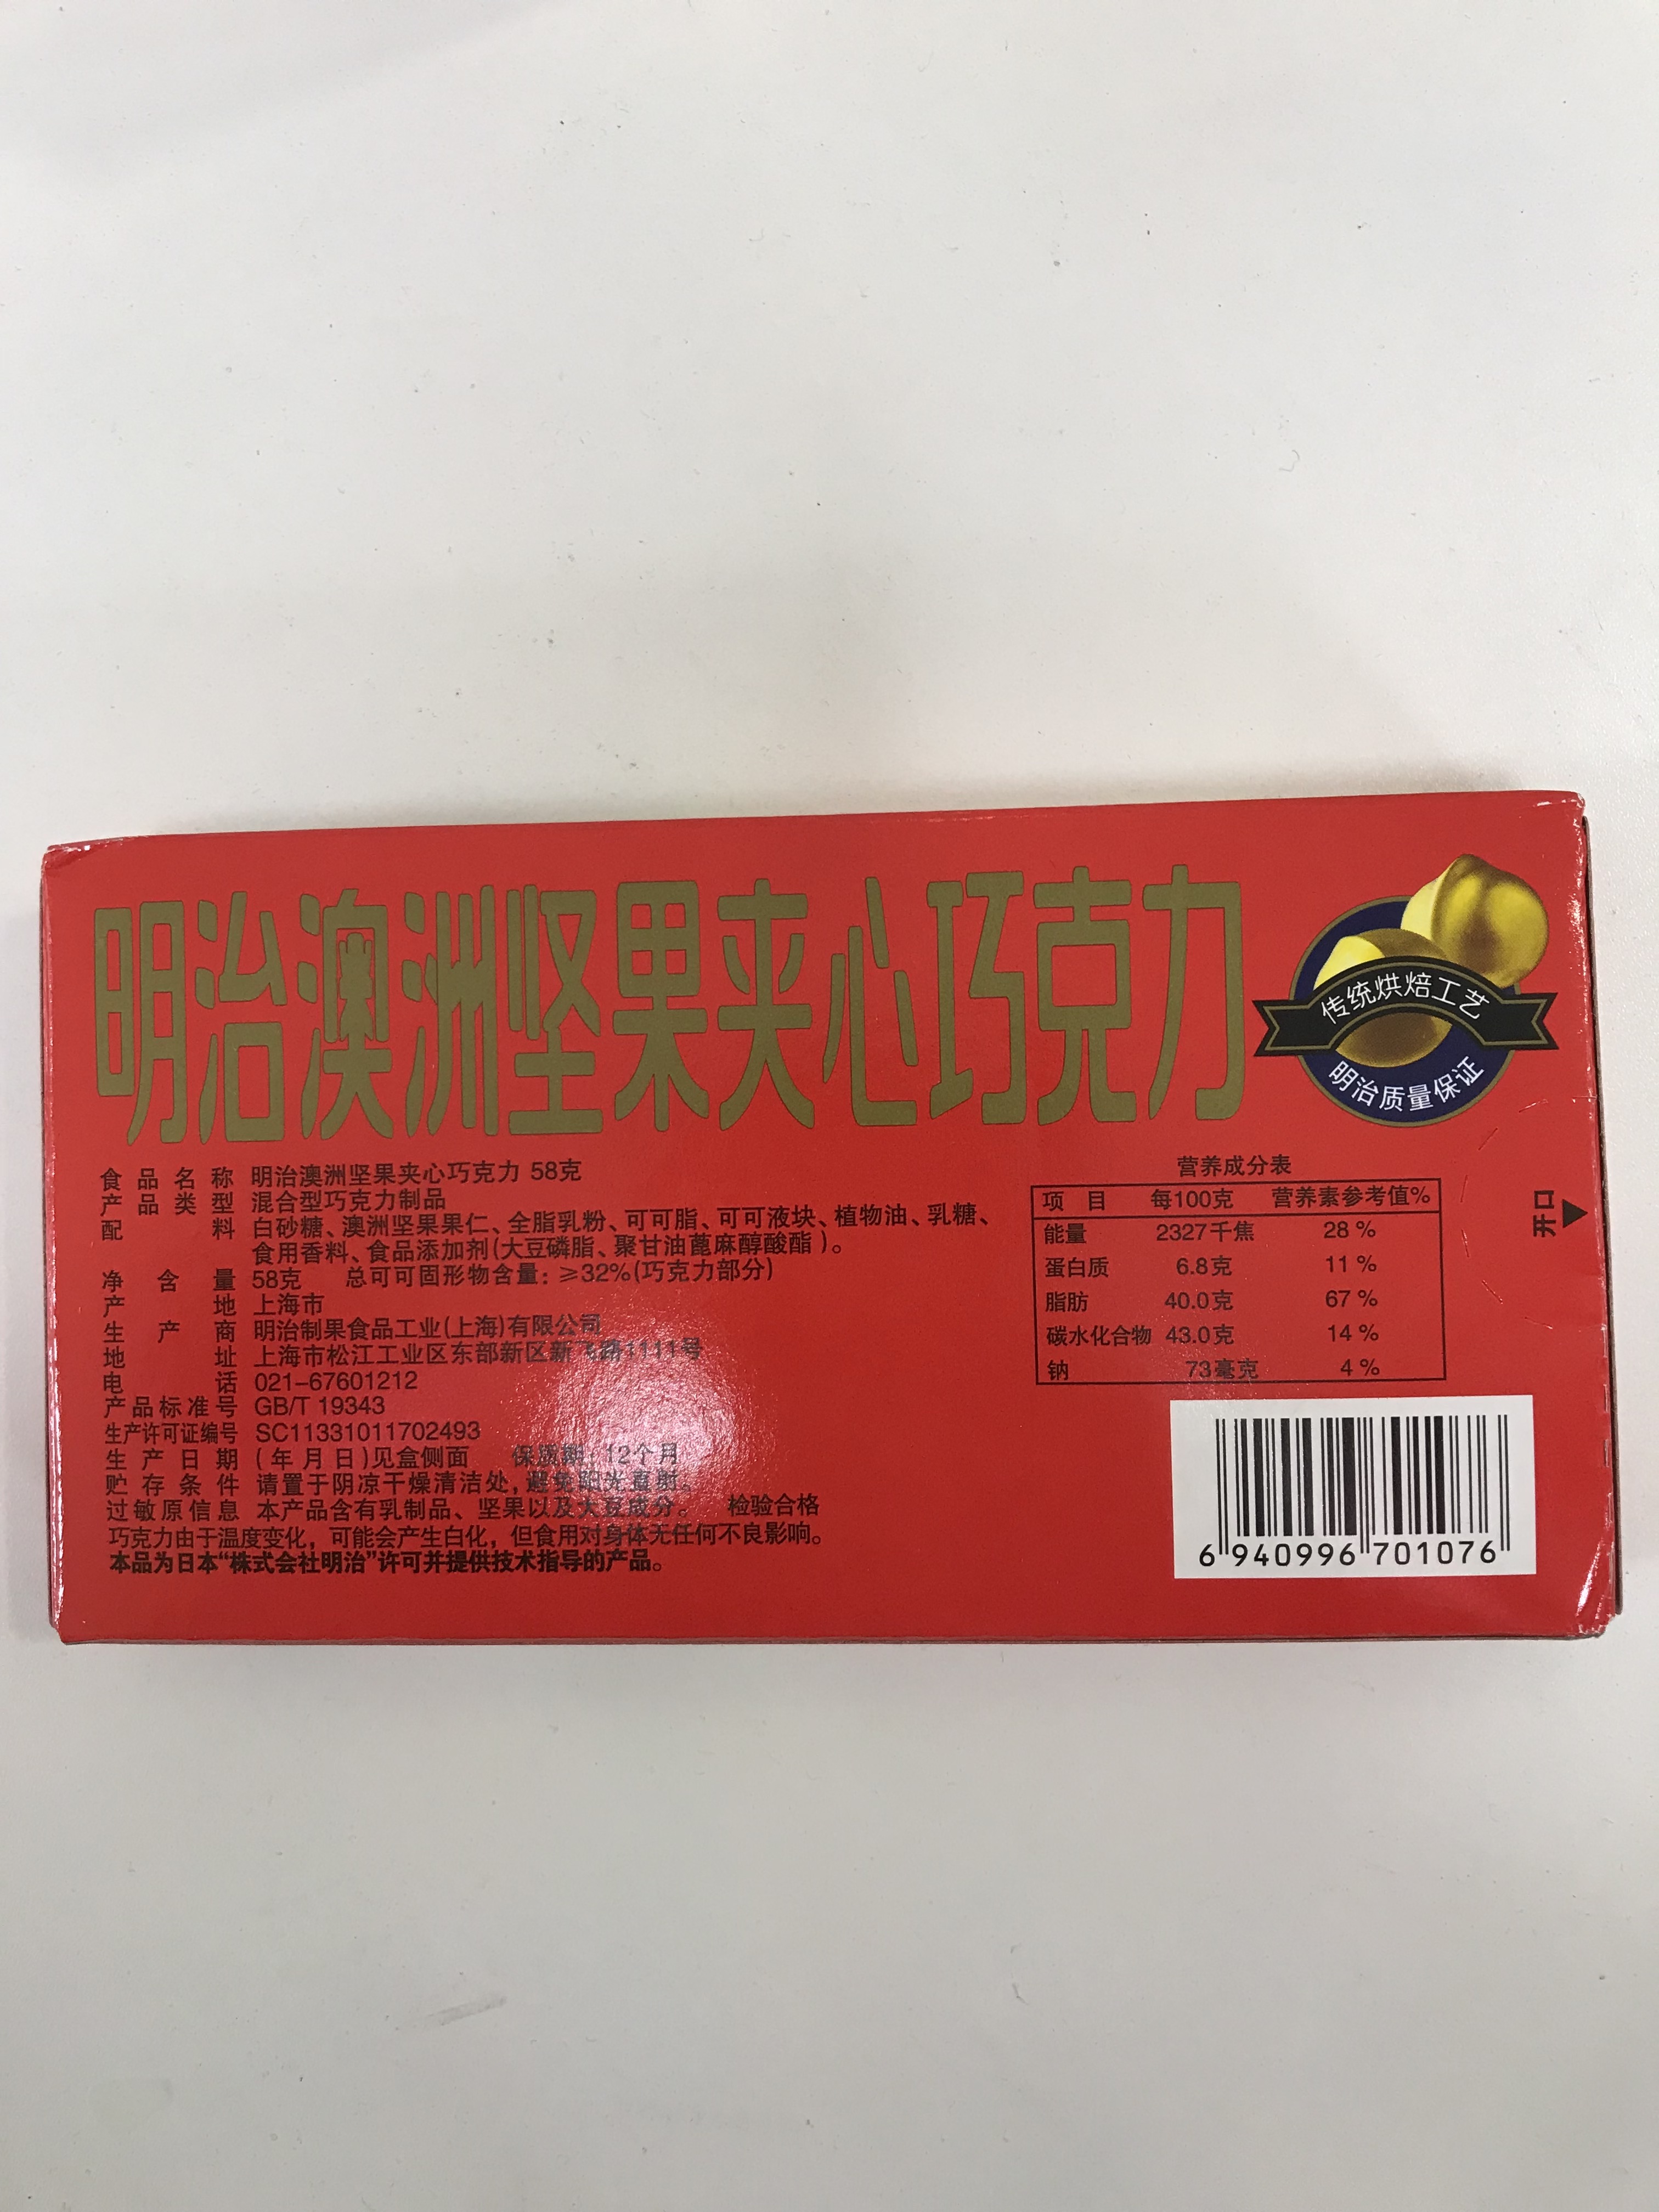 明治澳洲坚果夹心巧克力
传统烘焙工艺
明治质量保证
食品名称 明治澳洲坚果夹心巧克力 58克
产品类型 混合型巧克力制品
配料 白砂糖、澳洲坚果果仁、全脂乳粉、可可脂、可可液块、植物油、乳糖、
食用香料、食品添加剂(大豆磷脂、聚甘油蓖麻醇酸酯)。
净含量 58克 总可可固形物含量:≥32%(巧克力部分)
产地 上海市
生产商 明治制果食品工业(上海)有限公司
地址 上海市松江工业区东部新区新飞路1111号
电话 021-67601212
产品标准号 GB/T 19343
生产许可证编号 SC11331011702493
生产日期 (年月日)见盒侧面 保质期:12个月
贮存条件 请置于阴凉干燥清洁处,避免阳光直射。
过敏原信息 本产品含有乳制品、坚果以及大豆成分。 检验合格
巧克力由于温度变化,可能会产生白化,但食用对身体无任何不良影响。
本品为日本“株式会社明治”许可并提供技术指导的产品。
营养成分表
项目 每100克 营养素参考值%
能量 2327千焦 28 %
蛋白质 6.8克 11 %
脂肪 40.0克 67 %
碳水化合物 43.0克 14 %
钠 73毫克 4 %
开口
6 940996 701076